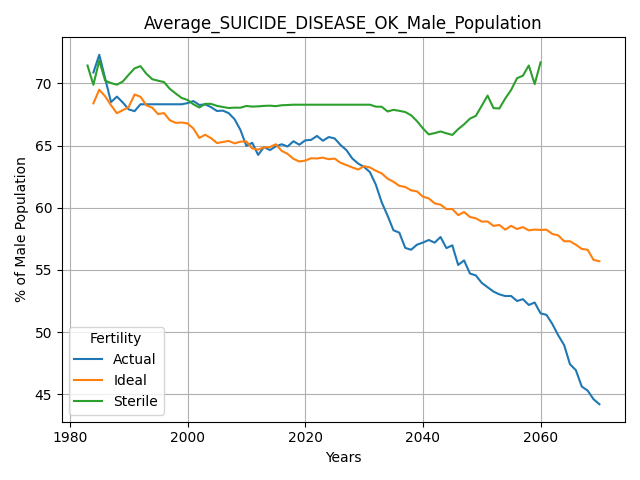 Average_SUICIDE_DISEASE_OK_Male_Population
% of Male Population
70
65
60
55
50
45
Fertility
Actual
Ideal
Sterile
1980
2000
2020
2040
2060
Years